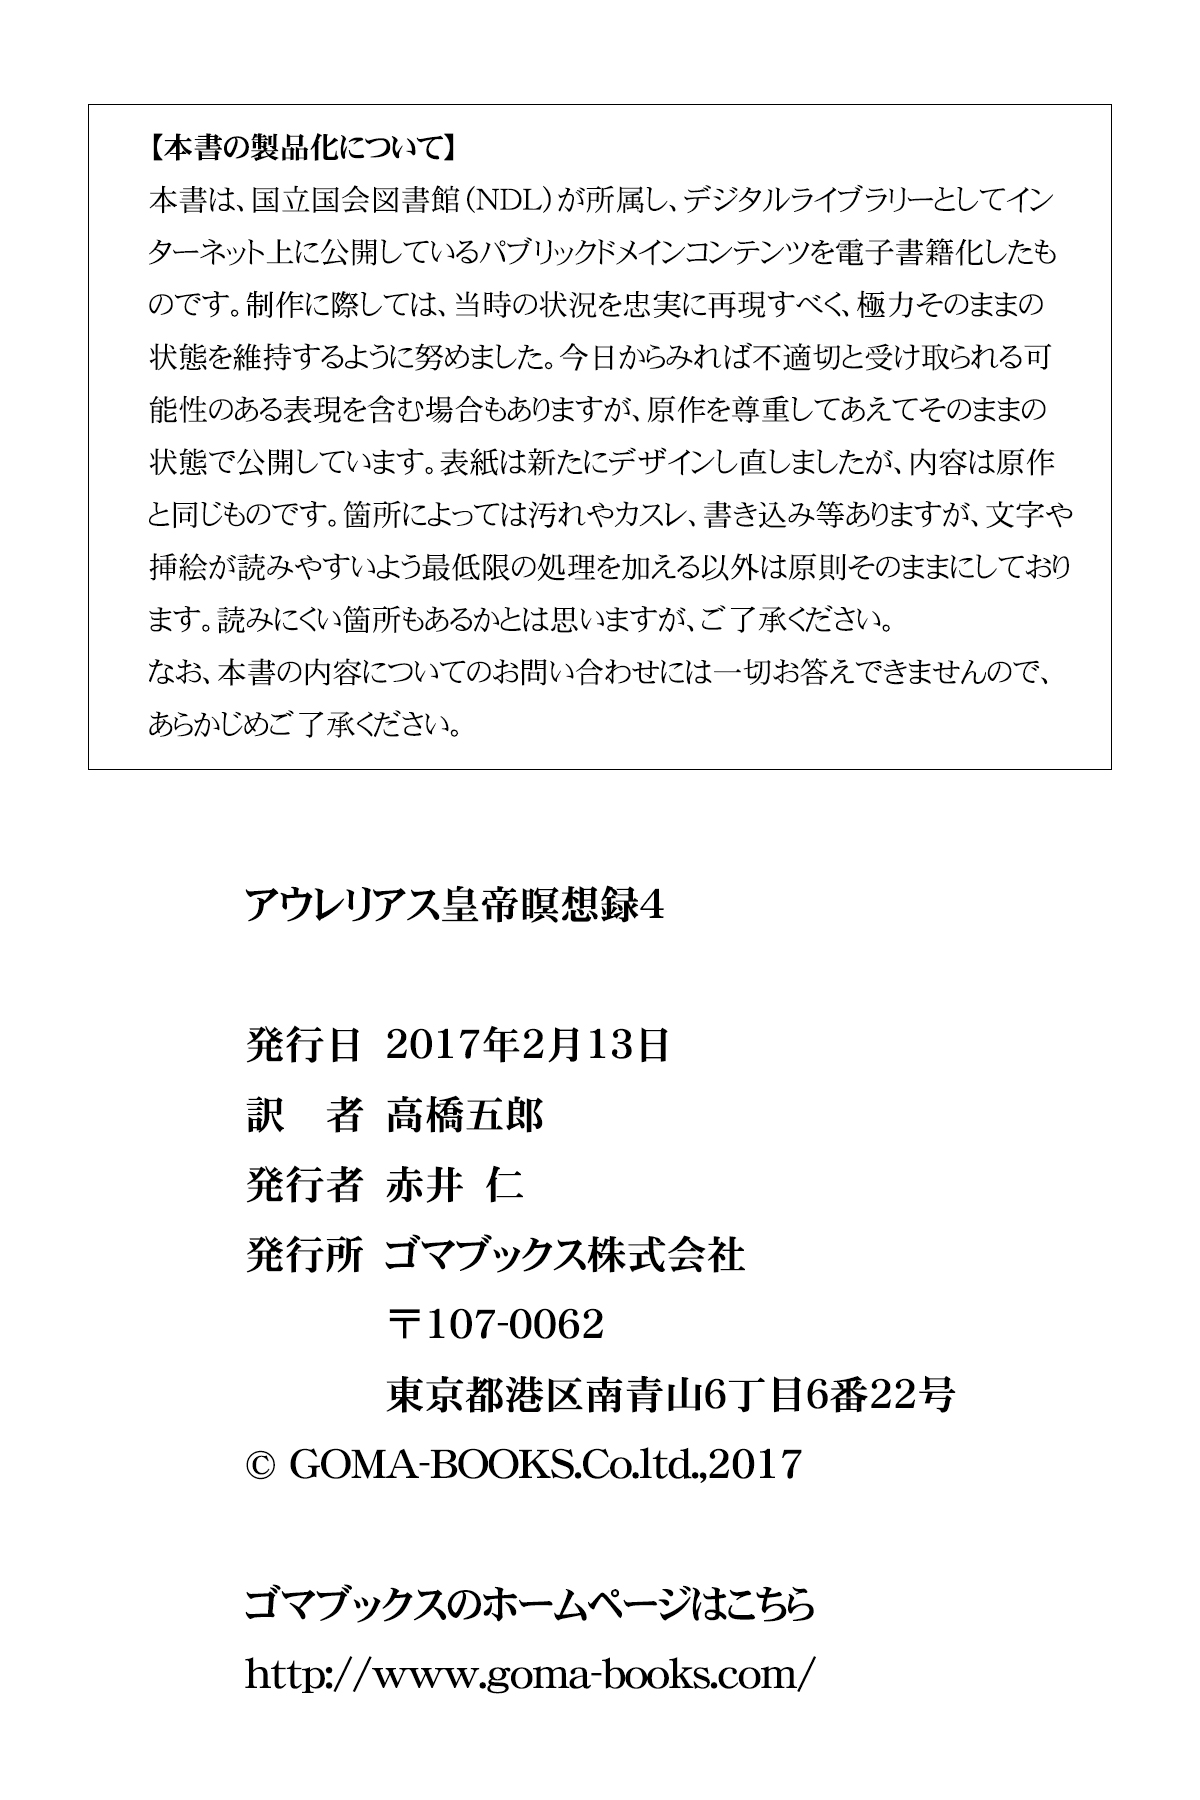 【本書の製品化について】
本書は、国立国会図書館（NDL）が所属し、デジタルライブラリーとしてイン
ターネット上に公開しているパブリックドメインコンテンツを電子書籍化したも
のです。制作に際しては、当時の状況を忠実に再現すべく、極力そのままの
状態を維持するように努めました。今日からみれば不適切と受け取られる可
能性のある表現を含む場合もありますが、原作を尊重してあえてそのままの
状態で公開しています。表紙は新たにデザインし直しましたが、内容は原作
と同じものです。箇所によっては汚れやカスレ、書き込み等ありますが、文字や
挿絵が読みやすいよう最低限の処理を加える以外は原則そのままにしており
ます。読みにくい箇所もあるかとは思いますが、ご了承ください。
なお、本書の内容についてのお問い合わせには一切お答えできませんので、
あらかじめご了承ください。
アウレリアス皇帝瞑想録4
発行日 2017年2月13日
訳　者 高橋五郎
発行者 赤井 仁
発行所 ゴマブックス株式会社
〒107-0062
東京都港区南青山6丁目6番22号
© GOMA-BOOKS.Co.ltd.,2017
ゴマブックスのホームページはこちら
http://www.goma-books.com/